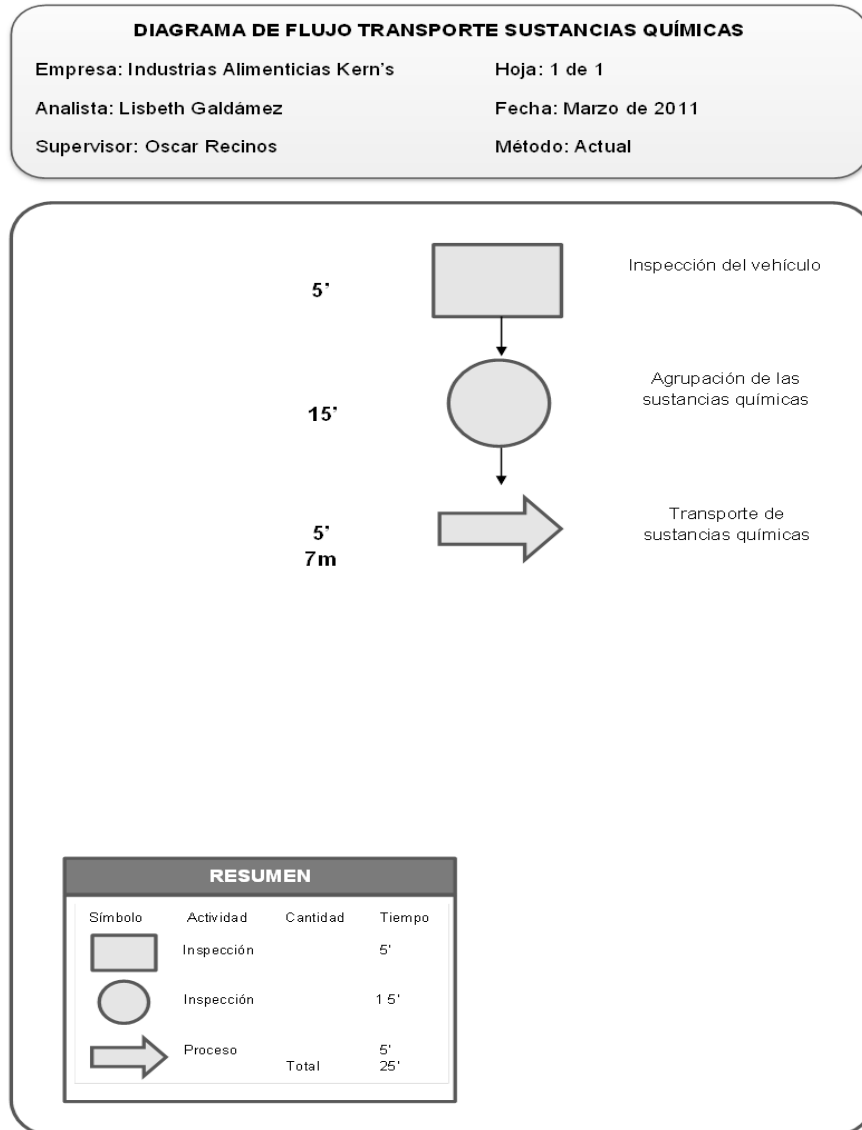 DIAGRAMA DE FLUJO TRANSPORTE SUSTANCIAS QUÍMICAS
Empresa: Industrias Alimenticias Kern's Hoja: 1 de 1
Analista: Lisbeth Galdámez Fecha: Marzo de 2011
Supervisor: Oscar Recinos Método: Actual
5' Inspección del vehículo
15' Agrupación de las
sustancias químicas
5' Transporte de
7m sustancias químicas
RESUMEN
Símbolo Actividad Cantidad Tiempo
Inspección 5'
Inspección 15'
Proceso 5'
Total 25'